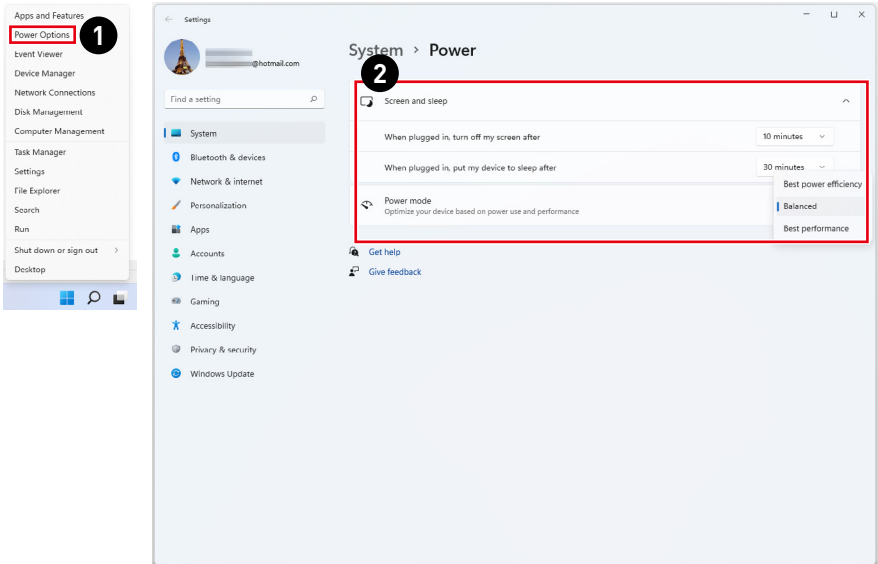 Apps and Features
Power Options
1
Event Viewer
Device Manager
Network Connections
Disk Management
Computer Management
Task Manager
Settings
File Explorer
Search
Run
Shut down or sign out
Desktop
Settings
@hotmail.com
Find a setting
System
Bluetooth & devices
Network & internet
Personalization
Apps
Accounts
Time & language
Gaming
Accessibility
Privacy & security
Windows Update
System > Power
2
Screen and sleep
When plugged in, turn off my screen after
10 minutes
When plugged in, put my device to sleep after
30 minutes
Power mode
Optimize your device based on power use and performance
Best power efficiency
Balanced
Best performance
Get help
Give feedback